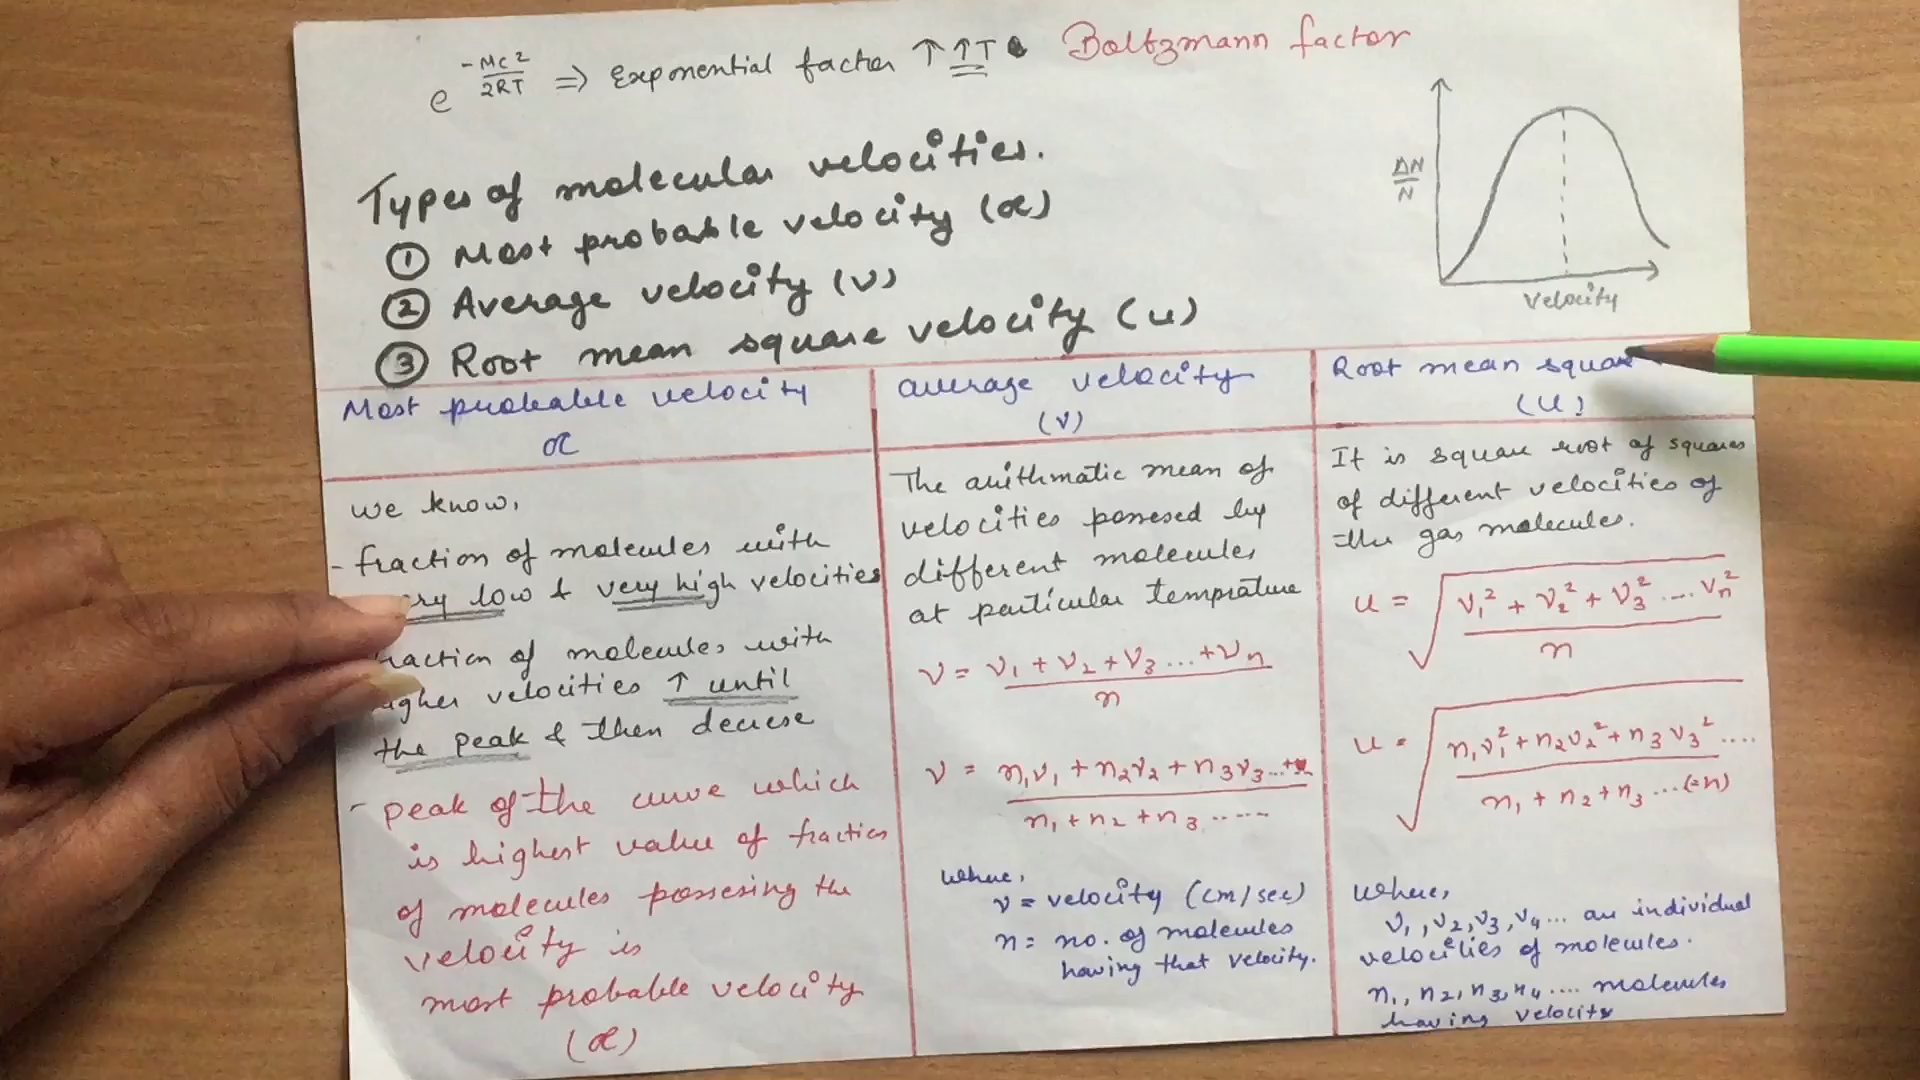 e^(-Mc²/2RT) ⇒ Exponential factor ↑ ↑T Boltzmann factor
ΔN/N
Velocity
Types of molecular velocities.
① Most probable velocity (α)
② Average velocity (v)
③ Root mean square velocity (u)
Most probable velocity
α
we know,
- fraction of molecules with
ery low & very high velocities
raction of molecules with
gher velocities ↑ until
the peak & then decrese
- peak of the curve which
is highest value of fraction
of molecules possesing the
velocity is
most probable velocity
(α)
average velocity
(v)
The arithmatic mean of
velocities possesed by
different molecules
at particular temprature
v = (v₁ + v₂ + v₃ ... + vₙ)/n
v = (n₁v₁ + n₂v₂ + n₃v₃ ...+)/(n₁ + n₂ + n₃ .....)
where,
v = velocity (cm/sec)
n = no. of molecules
having that velocity.
Root mean squar
(u)
It is square root of squares
of different velocities of
the gas molecules.
u = √((v₁² + v₂² + v₃² .... vₙ²)/n)
u = √((n₁v₁² + n₂v₂² + n₃v₃² ....)/(n₁ + n₂ + n₃ ...(=n)))
where,
v₁, v₂, v₃, v₄ ... are individual
velocities of molecules.
n₁, n₂, n₃, n₄ .... molecules
having velocity